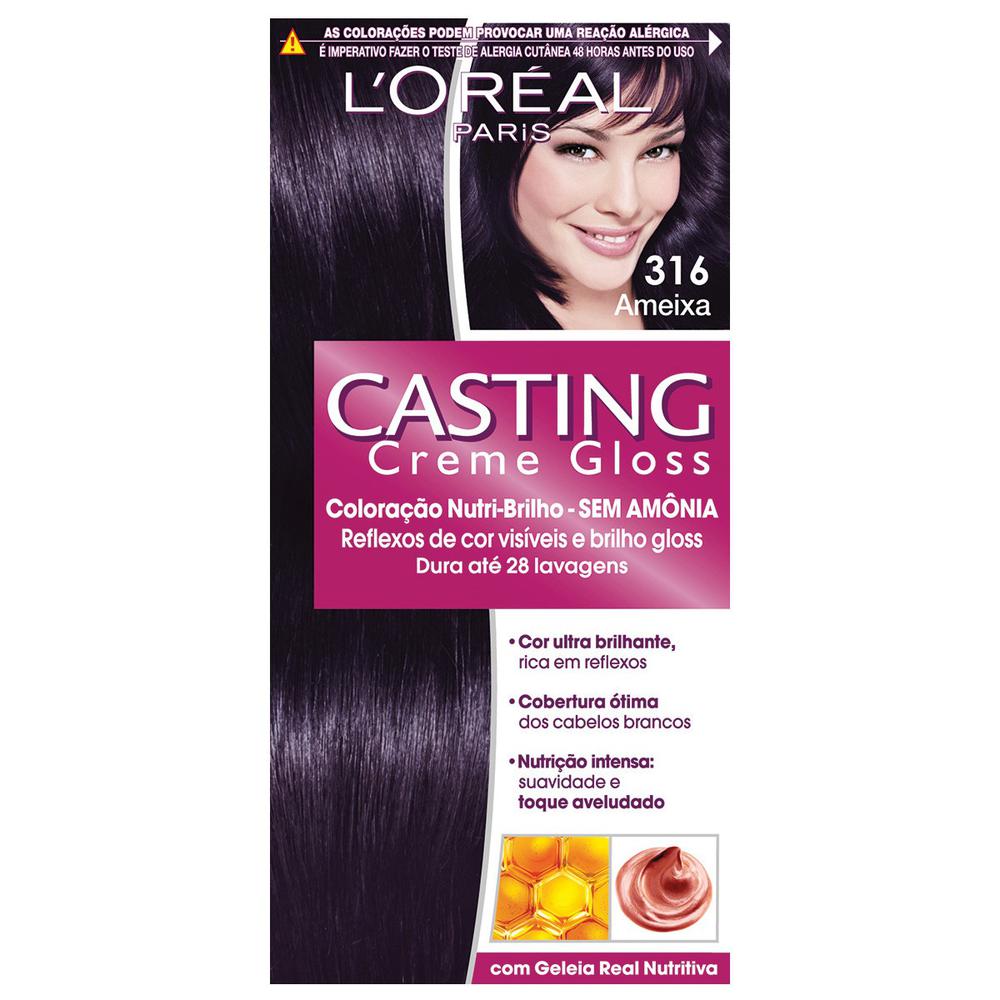 AS COLORAÇÕES PODEM PROVOCAR UMA REAÇÃO ALÉRGICA
É IMPERATIVO FAZER O TESTE DE ALERGIA CUTÂNEA 48 HORAS ANTES DO USO
L'ORÉAL
PARiS
316
Ameixa
CASTING
Creme Gloss
Coloração Nutri-Brilho - SEM AMÔNIA
Reflexos de cor visíveis e brilho gloss
Dura até 28 lavagens
• Cor ultra brilhante,
rica em reflexos
• Cobertura ótima
dos cabelos brancos
• Nutrição intensa:
suavidade e
toque aveludado
com Geleia Real Nutritiva